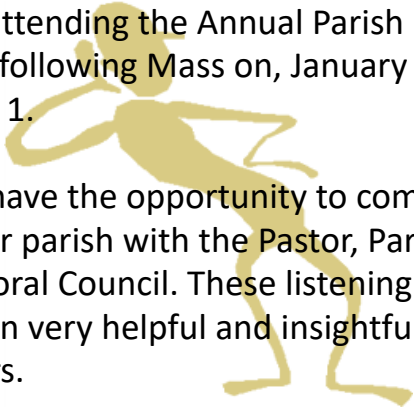 ttending the Annual Parish
following Mass on, January
1.
have the opportunity to com
r parish with the Pastor, Par
oral Council. These listening
n very helpful and insightfu
s.